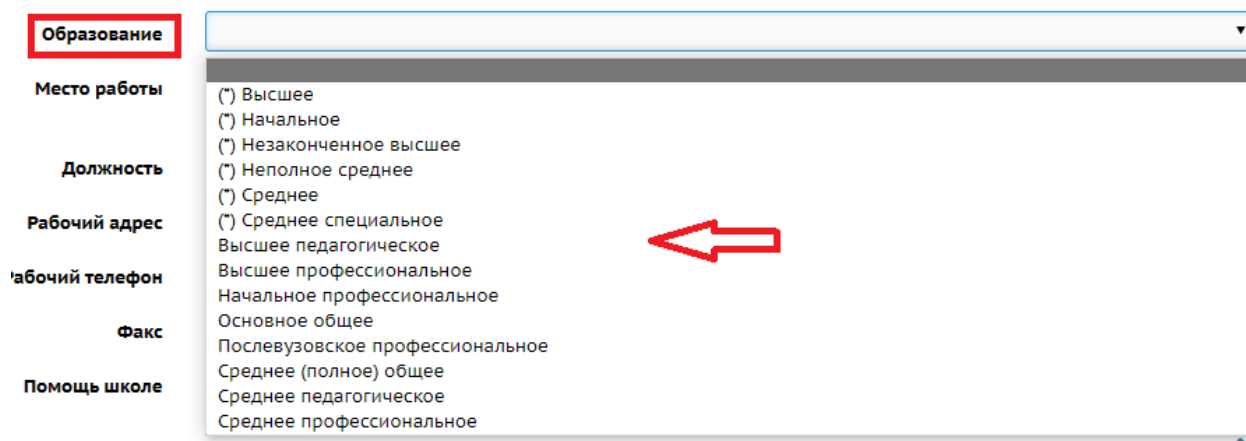 Образование
Место работы
Должность
Рабочий адрес
абочий телефон
Факс
Помощь школе
(*) Высшее
(*) Начальное
(*) Незаконченное высшее
(*) Неполное среднее
(*) Среднее
(*) Среднее специальное
Высшее педагогическое
Высшее профессиональное
Начальное профессиональное
Основное общее
Послевузовское профессиональное
Среднее (полное) общее
Среднее педагогическое
Среднее профессиональное